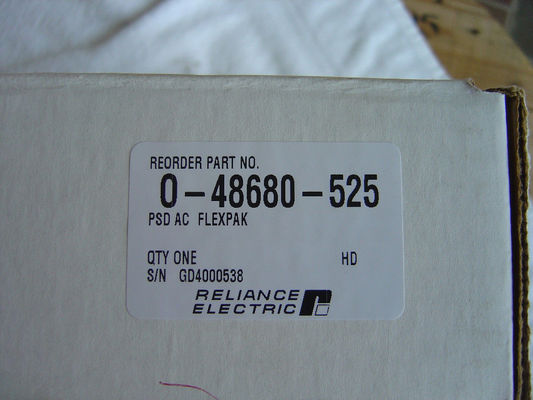 REORDER PART NO.
0-48680-525
PSD AC FLEXPAK
QTY ONE HD
S/N GD4000538
RELIANCE
ELECTRIC